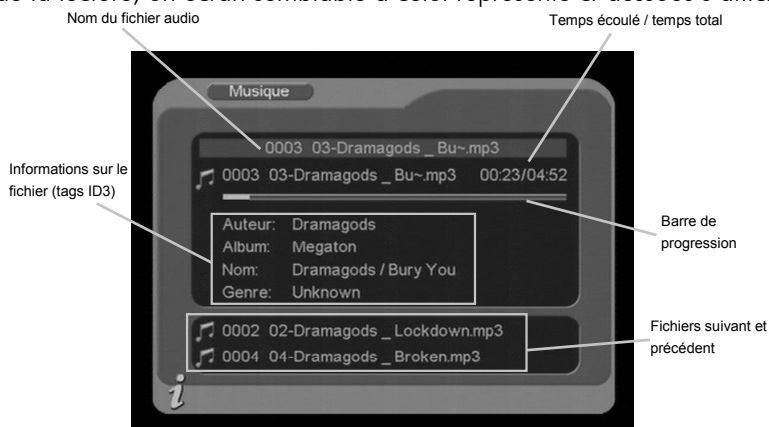 Nom du fichier audio
Temps écoulé / temps total
Musique
0003 03-Dramagods _ Bu~.mp3
0003 03-Dramagods _ Bu~.mp3 00:23/04:52
Informations sur le
fichier (tags ID3)
Barre de
progression
Auteur: Dramagods
Album: Megaton
Nom: Dramagods / Bury You
Genre: Unknown
0002 02-Dramagods _ Lockdown.mp3
0004 04-Dramagods _ Broken.mp3
Fichiers suivant et
précédent
i